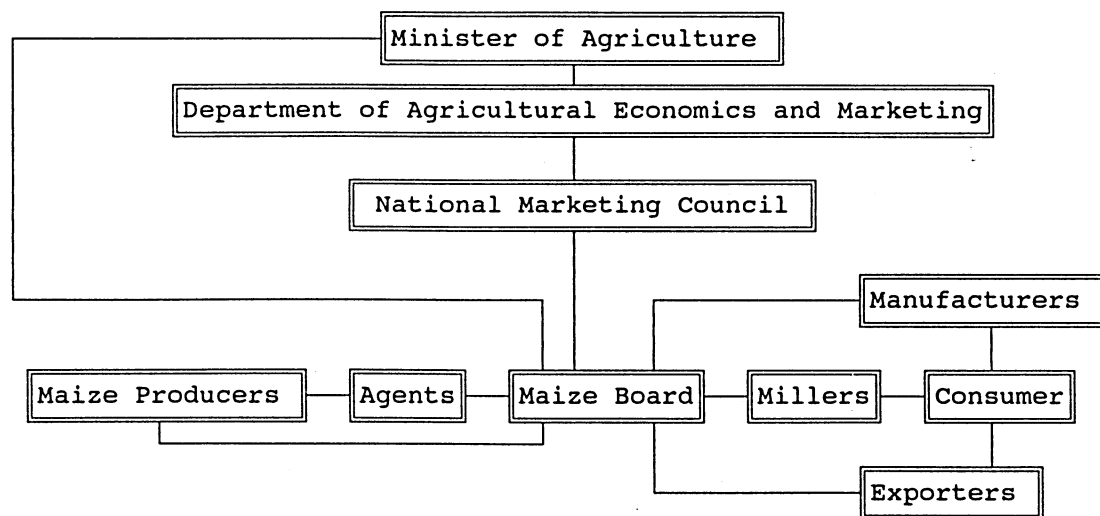 Minister of Agriculture
Department of Agricultural Economics and Marketing
National Marketing Council
Manufacturers
Maize Producers
Agents
Maize Board
Millers
Consumer
Exporters